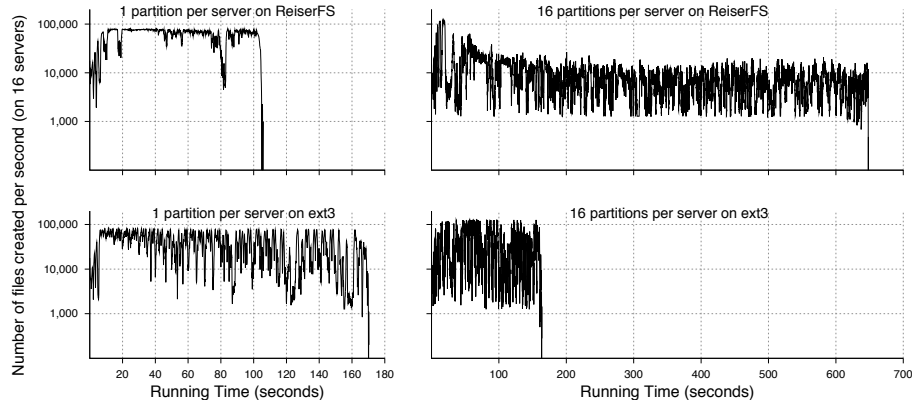 1 partition per server on ReiserFS
16 partitions per server on ReiserFS
Number of files created per second (on 16 servers)
100,000
10,000
1,000
1 partition per server on ext3
16 partitions per server on ext3
100,000
10,000
1,000
20 40 60 80 100 120 140 160 180
100 200 300 400 500 600 700
Running Time (seconds)
Running Time (seconds)